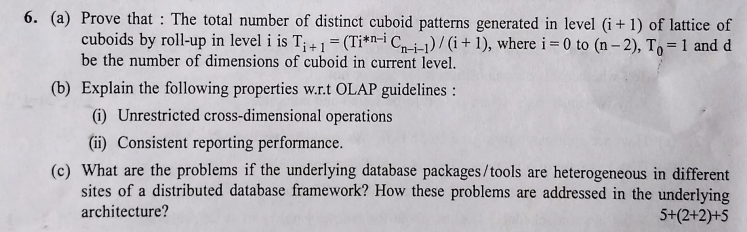 6. (a) Prove that : The total number of distinct cuboid patterns generated in level (i + 1) of lattice of
cuboids by roll-up in level i is T_{i+1} = (Ti*^{n–i} C_{n–i–1}) / (i + 1), where i = 0 to (n – 2), T_0 = 1 and d
be the number of dimensions of cuboid in current level.
(b) Explain the following properties w.r.t OLAP guidelines :
(i) Unrestricted cross-dimensional operations
(ii) Consistent reporting performance.
(c) What are the problems if the underlying database packages/tools are heterogeneous in different
sites of a distributed database framework? How these problems are addressed in the underlying
architecture? 5+(2+2)+5